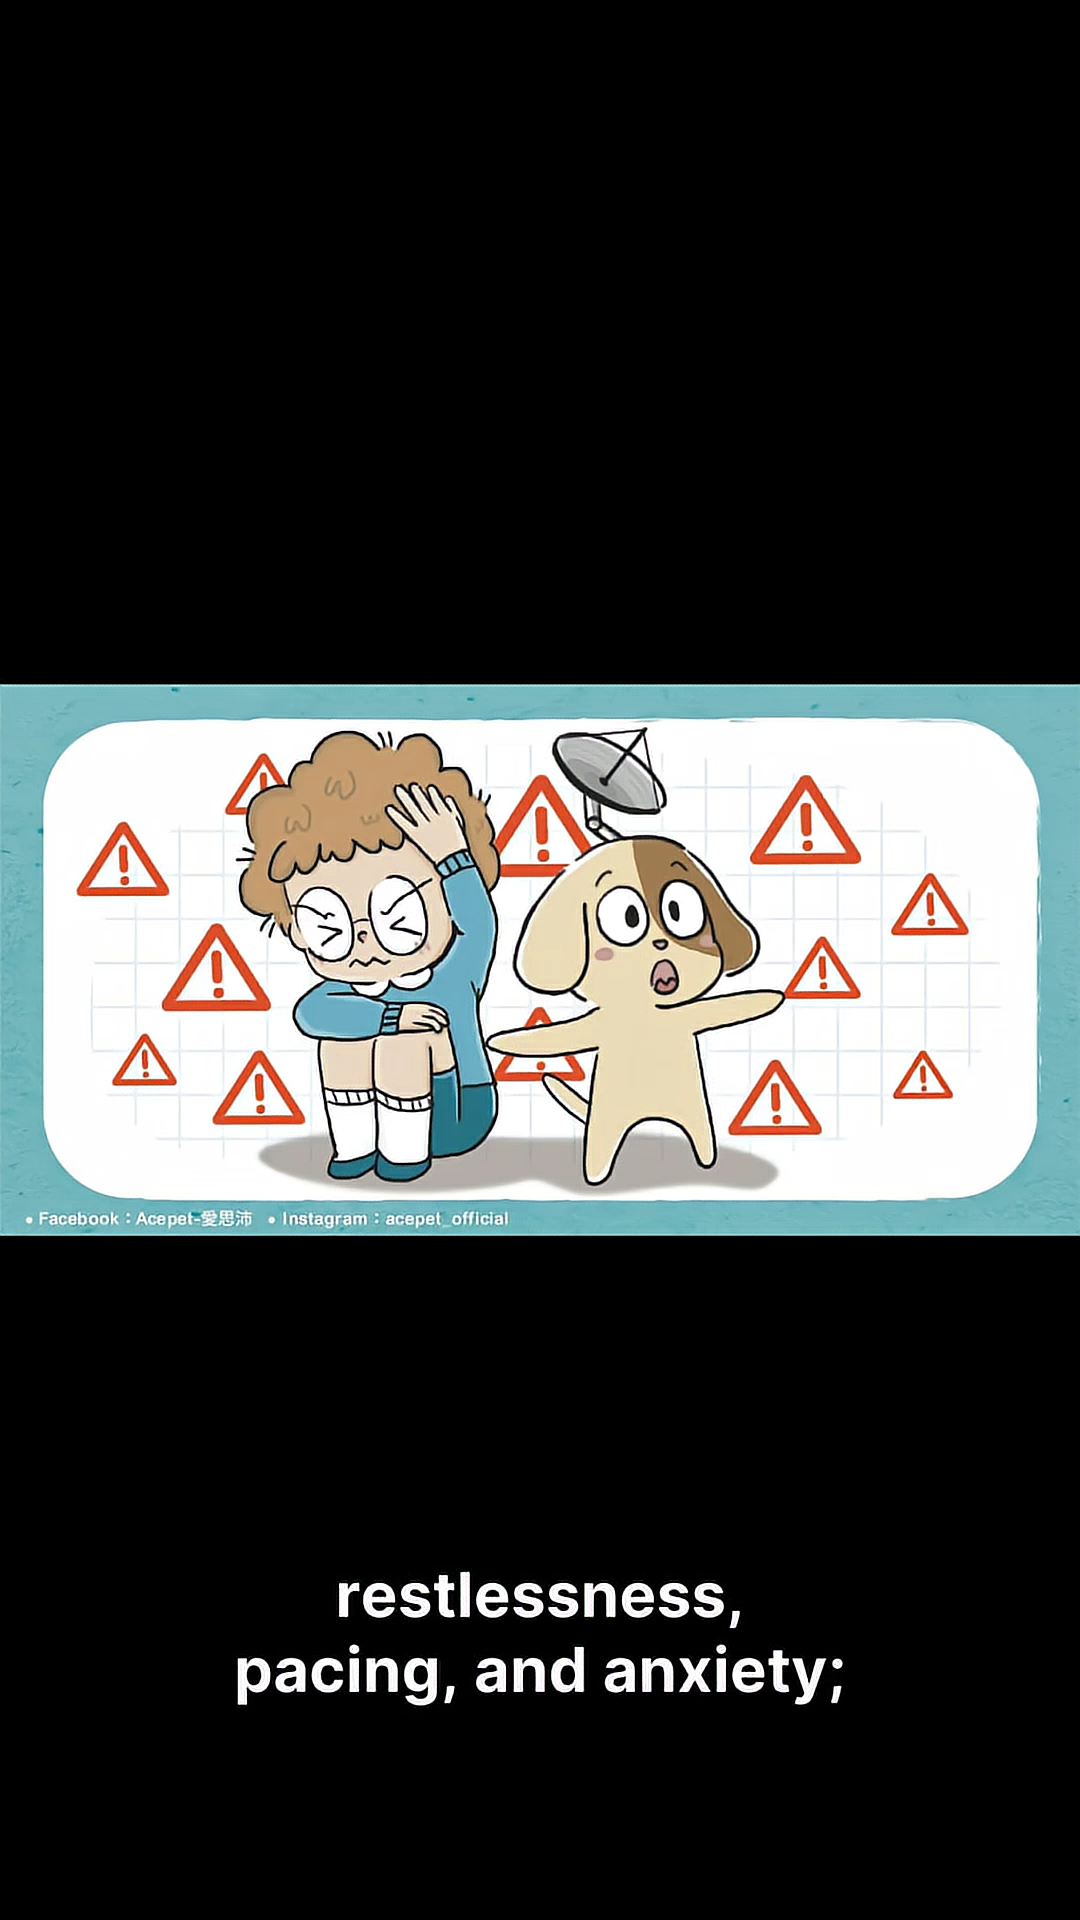 • Facebook：Acepet-愛思沛 • Instagram：acepet_official
restlessness,
pacing, and anxiety;